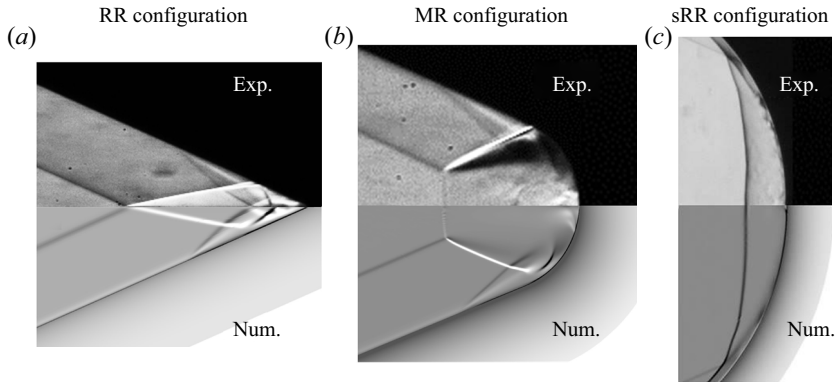 RR configuration
MR configuration
sRR configuration
(a)
(b)
(c)
Exp.
Exp.
Exp.
Num.
Num.
Num.